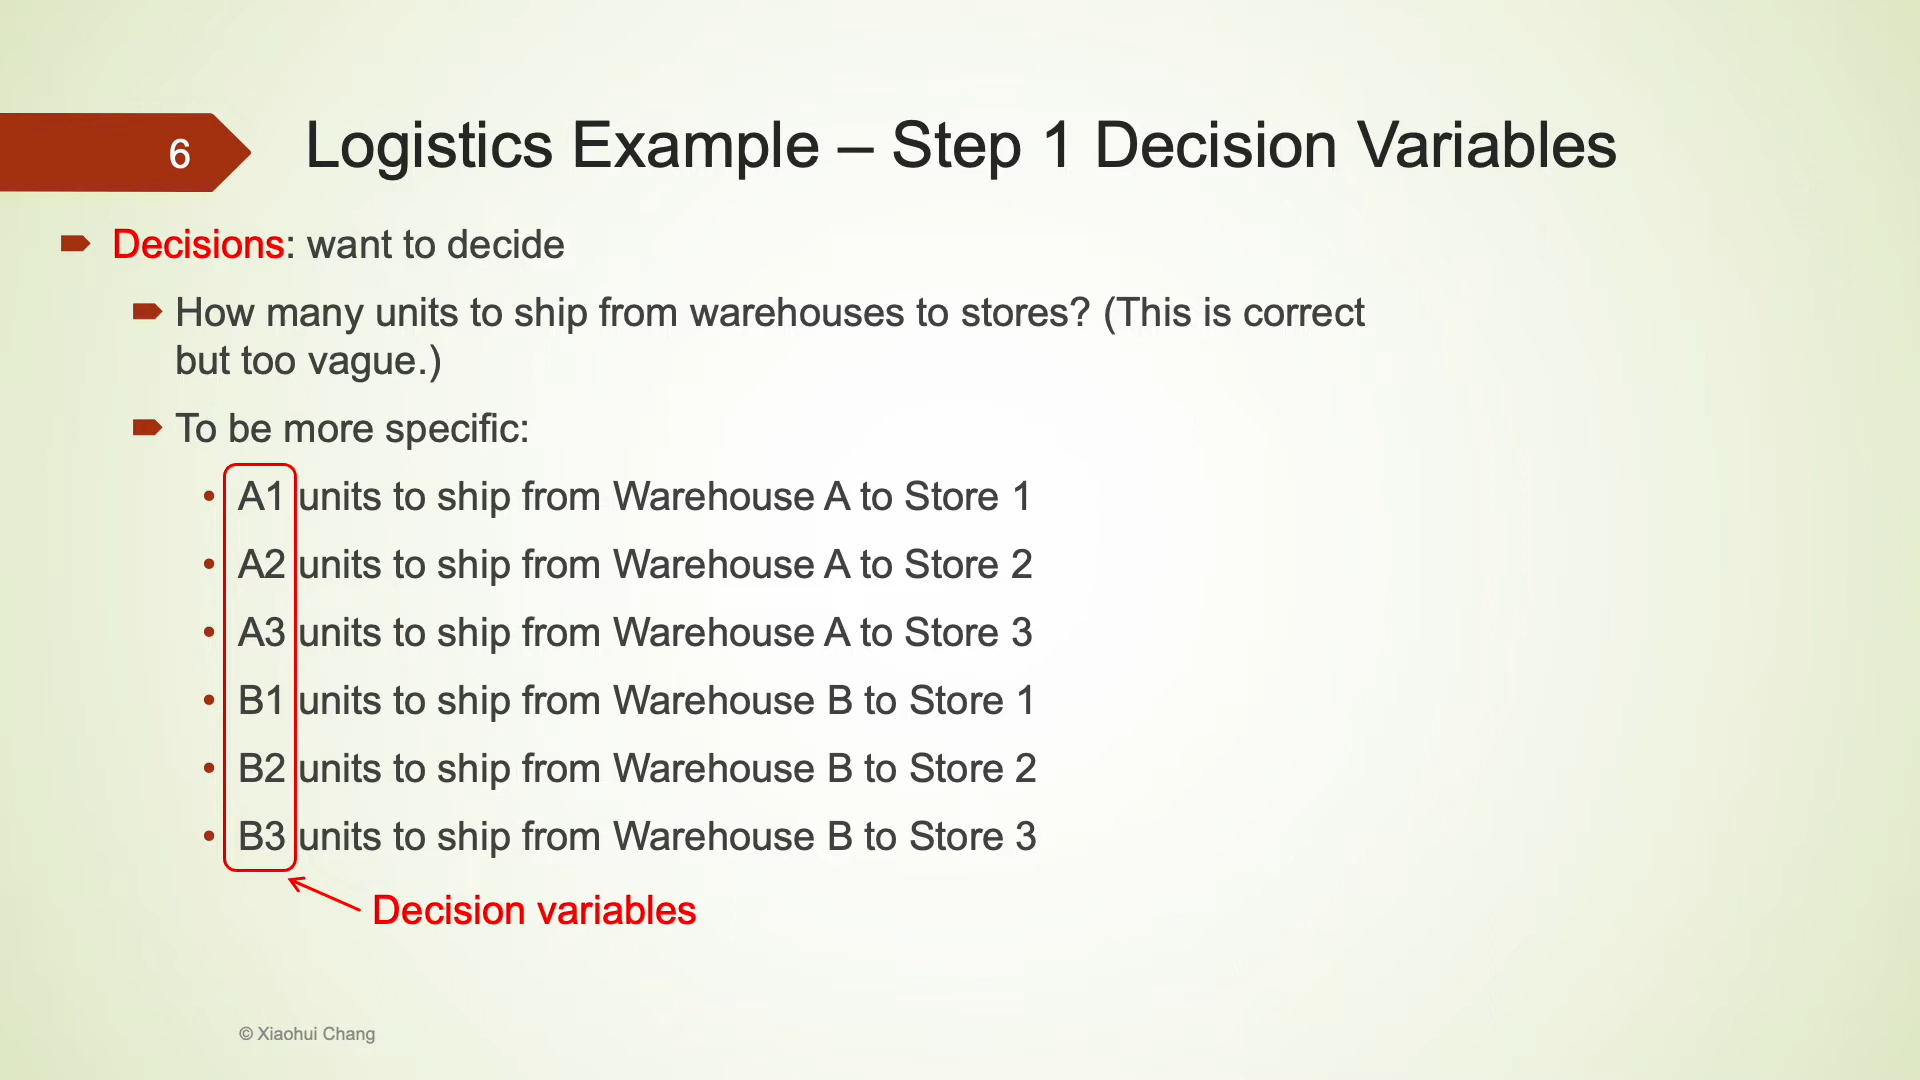 6
Logistics Example – Step 1 Decision Variables
Decisions: want to decide
How many units to ship from warehouses to stores? (This is correct
but too vague.)
To be more specific:
• A1 units to ship from Warehouse A to Store 1
• A2 units to ship from Warehouse A to Store 2
• A3 units to ship from Warehouse A to Store 3
• B1 units to ship from Warehouse B to Store 1
• B2 units to ship from Warehouse B to Store 2
• B3 units to ship from Warehouse B to Store 3
Decision variables
© Xiaohui Chang